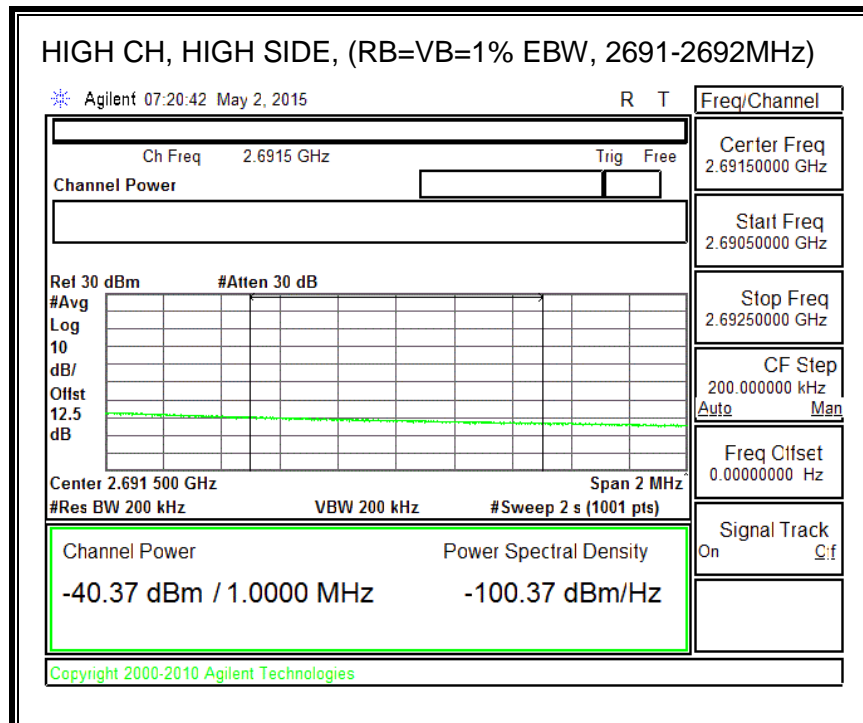 HIGH CH, HIGH SIDE, (RB=VB=1% EBW, 2691-2692MHz)
Agilent 07:20:42 May 2, 2015 R T
Freq/Channel
Ch Freq 2.6915 GHz Trig Free
Channel Power
Ref 30 dBm #Atten 30 dB
#Avg
Log
10
dB/
Offst
12.5
dB
Center 2.691 500 GHz Span 2 MHz
#Res BW 200 kHz VBW 200 kHz #Sweep 2 s (1001 pts)
Channel Power Power Spectral Density
-40.37 dBm / 1.0000 MHz -100.37 dBm/Hz
Center Freq
2.69150000 GHz
Start Freq
2.69050000 GHz
Stop Freq
2.69250000 GHz
CF Step
200.000000 kHz
Auto Man
Freq Offset
0.00000000 Hz
Signal Track
On Off
Copyright 2000-2010 Agilent Technologies